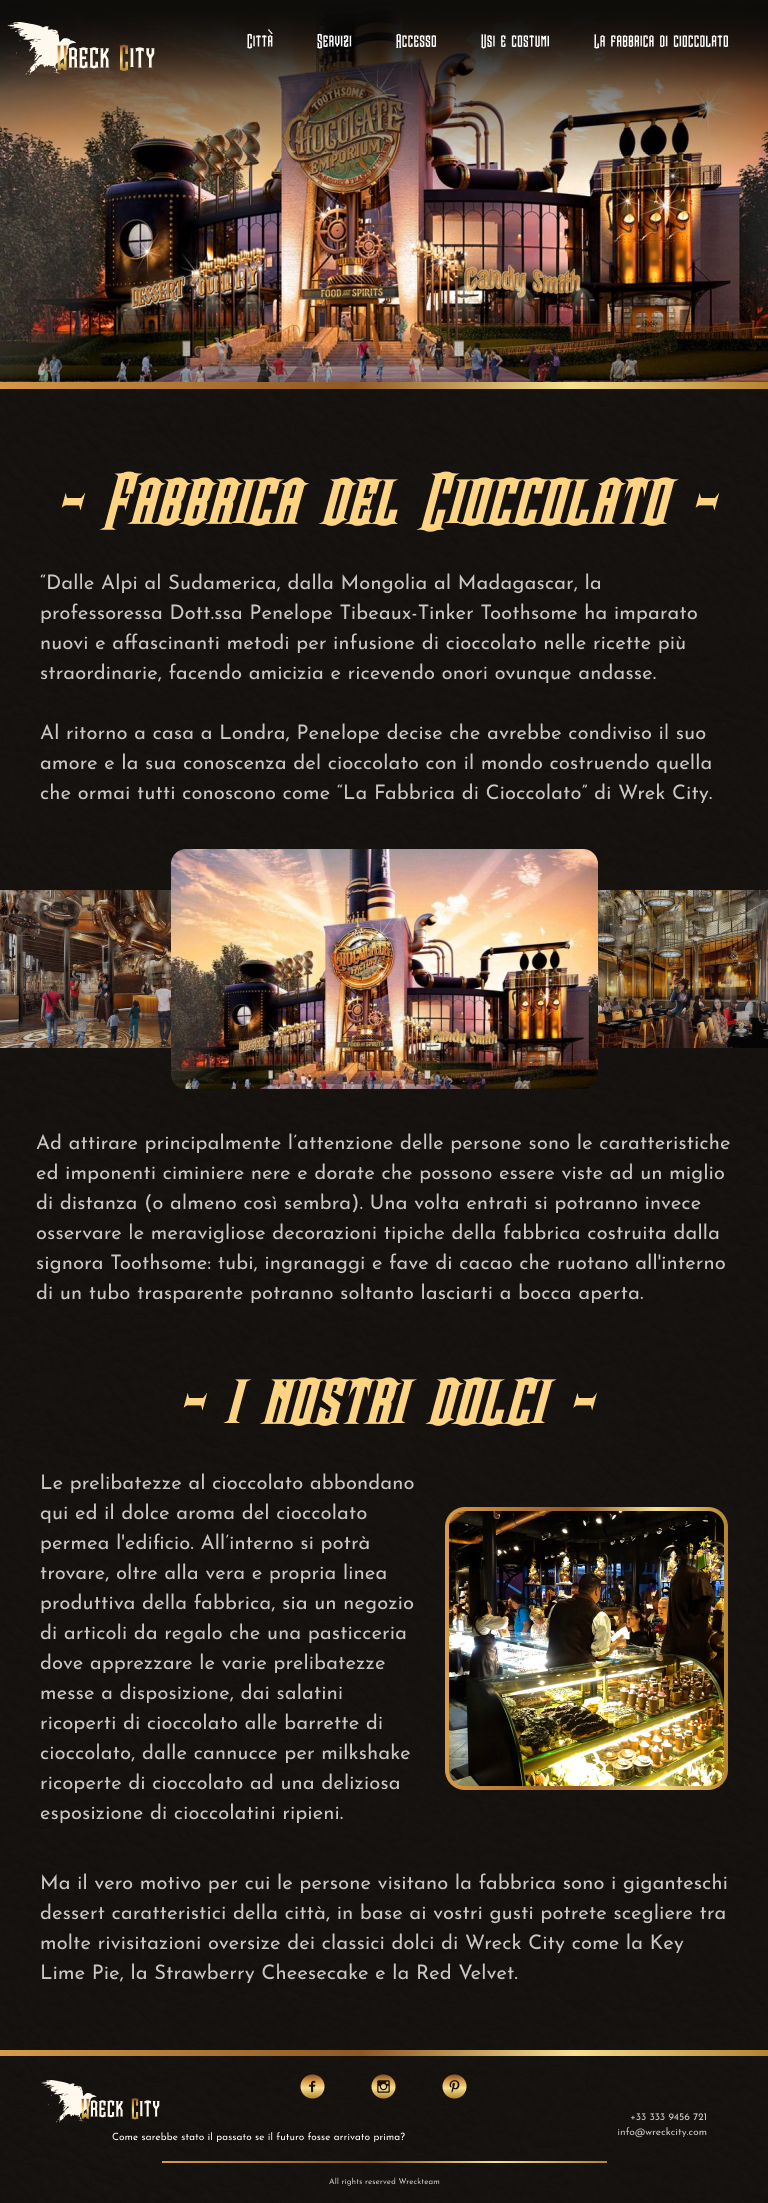 Wreck City
Città Servizi Accesso Usi e costumi La fabbrica di cioccolato
TOOTHSOME
CHOCOLATE
EMPORIUM
Candy Smith
FOOD AND SPIRITS
- Fabbrica del Cioccolato -
“Dalle Alpi al Sudamerica, dalla Mongolia al Madagascar, la
professoressa Dott.ssa Penelope Tibeaux-Tinker Toothsome ha imparato
nuovi e affascinanti metodi per infusione di cioccolato nelle ricette più
straordinarie, facendo amicizia e ricevendo onori ovunque andasse.
Al ritorno a casa a Londra, Penelope decise che avrebbe condiviso il suo
amore e la sua conoscenza del cioccolato con il mondo costruendo quella
che ormai tutti conoscono come “La Fabbrica di Cioccolato” di Wrek City.
CHOCOLATE
FACTORY
Candy Smith
Ad attirare principalmente l’attenzione delle persone sono le caratteristiche
ed imponenti ciminiere nere e dorate che possono essere viste ad un miglio
di distanza (o almeno così sembra). Una volta entrati si potranno invece
osservare le meravigliose decorazioni tipiche della fabbrica costruita dalla
signora Toothsome: tubi, ingranaggi e fave di cacao che ruotano all'interno
di un tubo trasparente potranno soltanto lasciarti a bocca aperta.
- I nostri dolci -
Le prelibatezze al cioccolato abbondano
qui ed il dolce aroma del cioccolato
permea l'edificio. All’interno si potrà
trovare, oltre alla vera e propria linea
produttiva della fabbrica, sia un negozio
di articoli da regalo che una pasticceria
dove apprezzare le varie prelibatezze
messe a disposizione, dai salatini
ricoperti di cioccolato alle barrette di
cioccolato, dalle cannucce per milkshake
ricoperte di cioccolato ad una deliziosa
esposizione di cioccolatini ripieni.
Ma il vero motivo per cui le persone visitano la fabbrica sono i giganteschi
dessert caratteristici della città, in base ai vostri gusti potrete scegliere tra
molte rivisitazioni oversize dei classici dolci di Wreck City come la Key
Lime Pie, la Strawberry Cheesecake e la Red Velvet.
Wreck City
Come sarebbe stato il passato se il futuro fosse arrivato prima?
+33 333 9456 721
info@wreckcity.com
All rights reserved Wreckteam